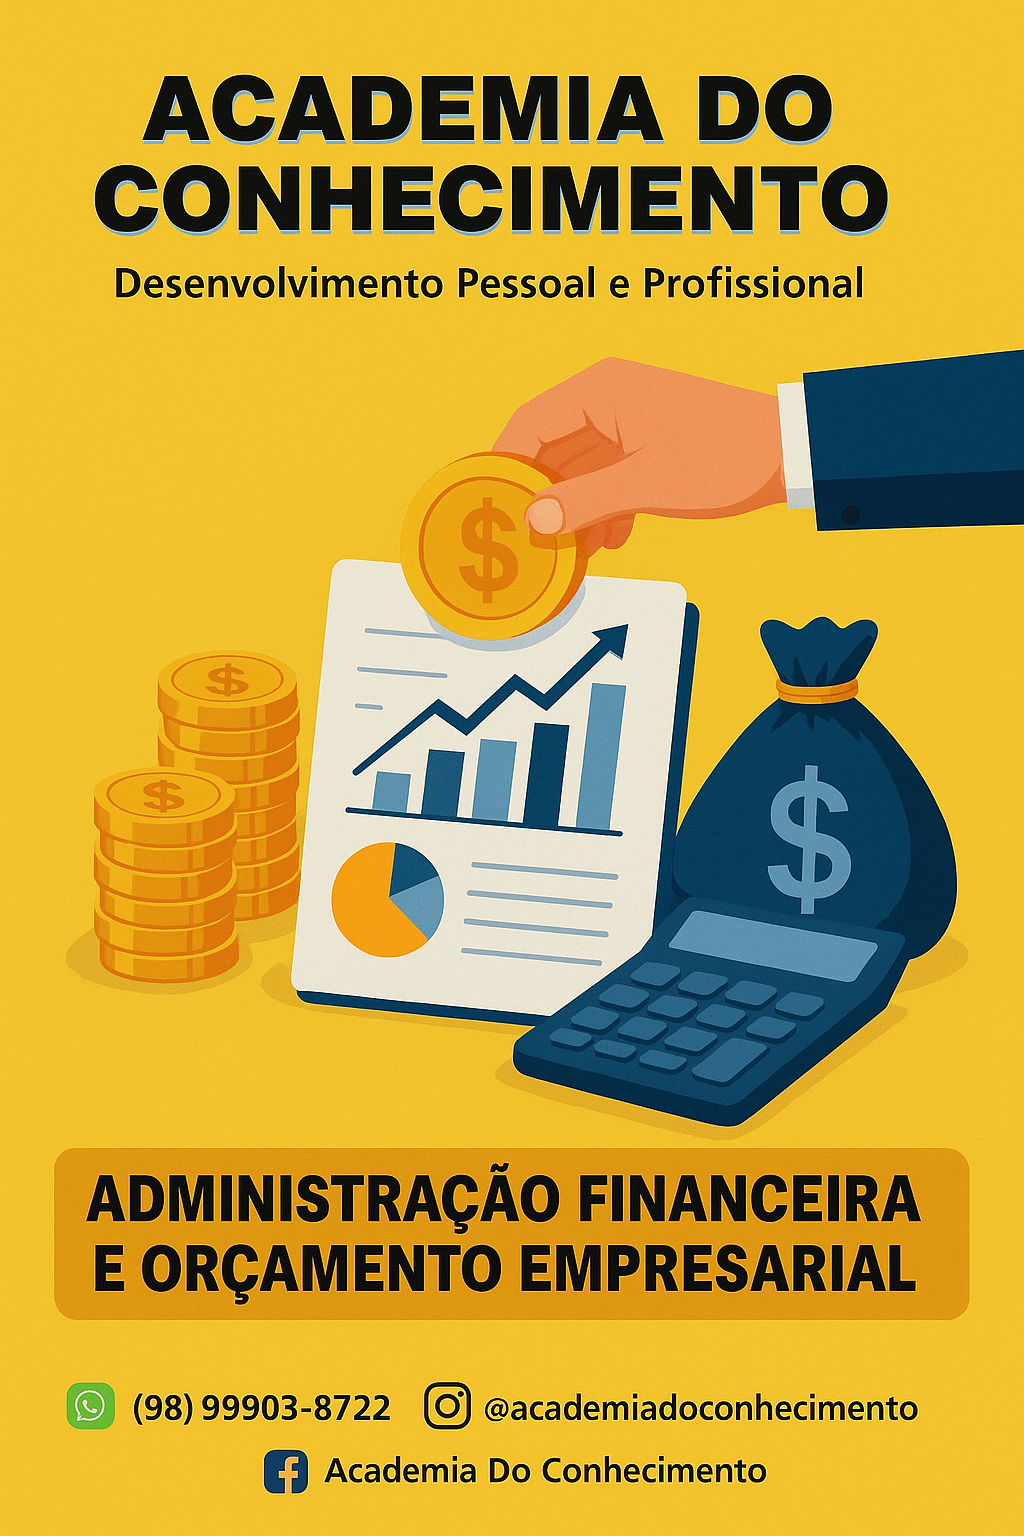 ACADEMIA DO
CONHECIMENTO
Desenvolvimento Pessoal e Profissional
$
$
$
$
ADMINISTRAÇÃO FINANCEIRA
E ORÇAMENTO EMPRESARIAL
(98) 99903-8722 @academiadoconhecimento
Academia Do Conhecimento